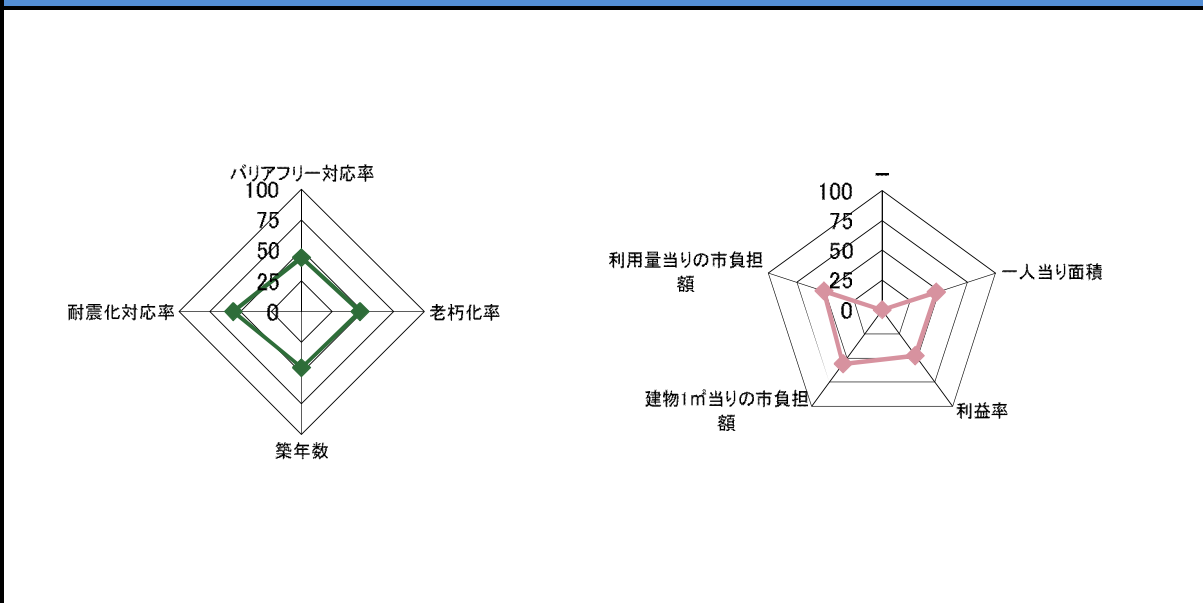 バリアフリー対応率
100
75
50
25
0
耐震化対応率
老朽化率
築年数
－
100
75
50
25
0
利用量当りの市負担
額
一人当り面積
建物1㎡当りの市負担
額
利益率